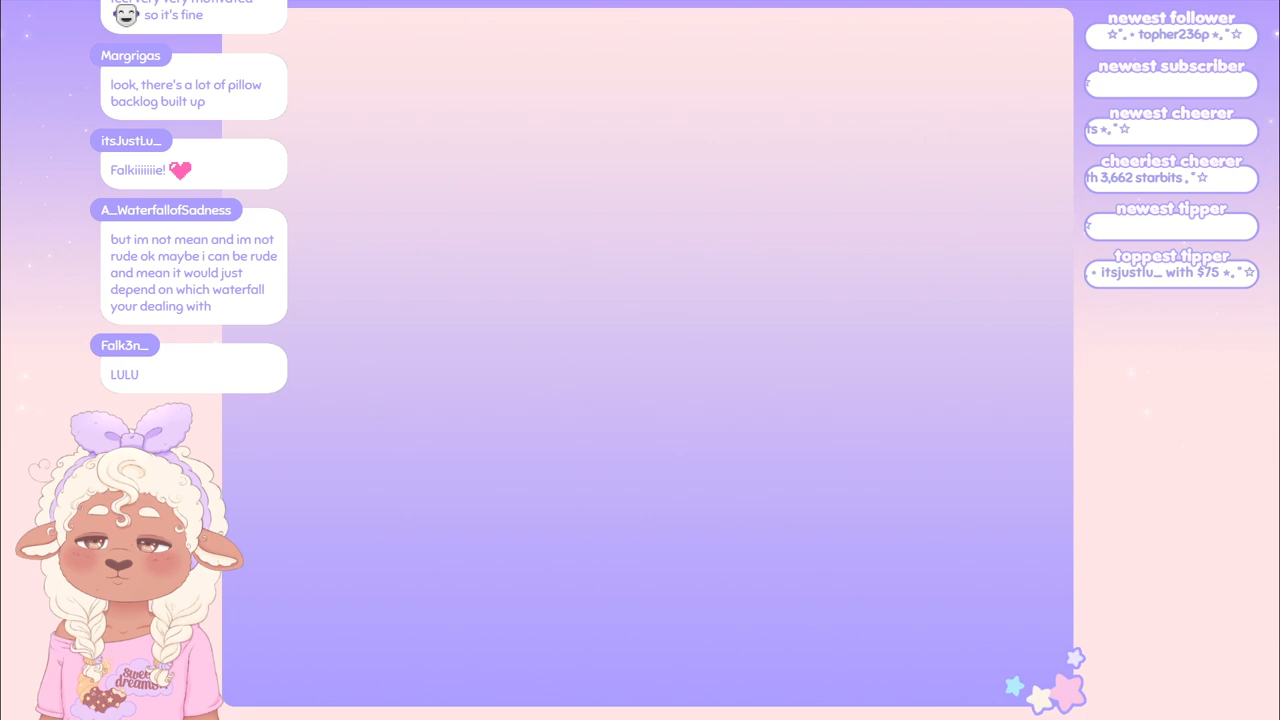 so it's fine
Margrigas
look, there's a lot of pillow
backlog built up
itsJustLu_
Falkiiiiiiie!
A_WaterfallofSadness
but im not mean and im not
rude ok maybe i can be rude
and mean it would just
depend on which waterfall
your dealing with
Falk3n_
LULU
sweet
dreams
newest follower
☆˚｡⋆ topher236p ⋆｡˚☆
newest subscriber
newest cheerer
ts ⋆｡˚☆
cheeriest cheerer
th 3,662 starbits ｡˚☆
newest tipper
toppest tipper
⋆ itsjustlu_ with $75 ⋆｡˚☆